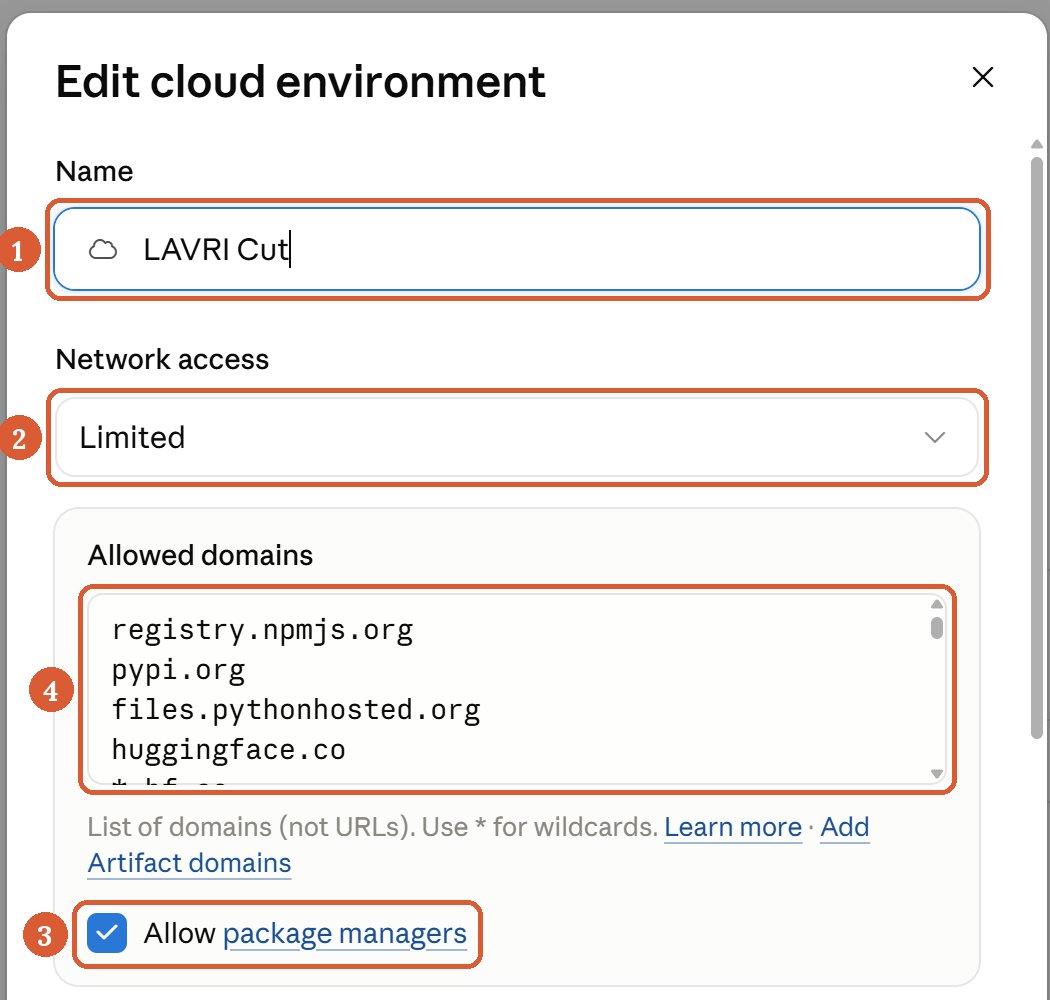 Edit cloud environment
Name
1
LAVRI Cut
Network access
2
Limited
Allowed domains
4
registry.npmjs.org
pypi.org
files.pythonhosted.org
huggingface.co
List of domains (not URLs). Use * for wildcards. Learn more · Add
Artifact domains
3
Allow package managers